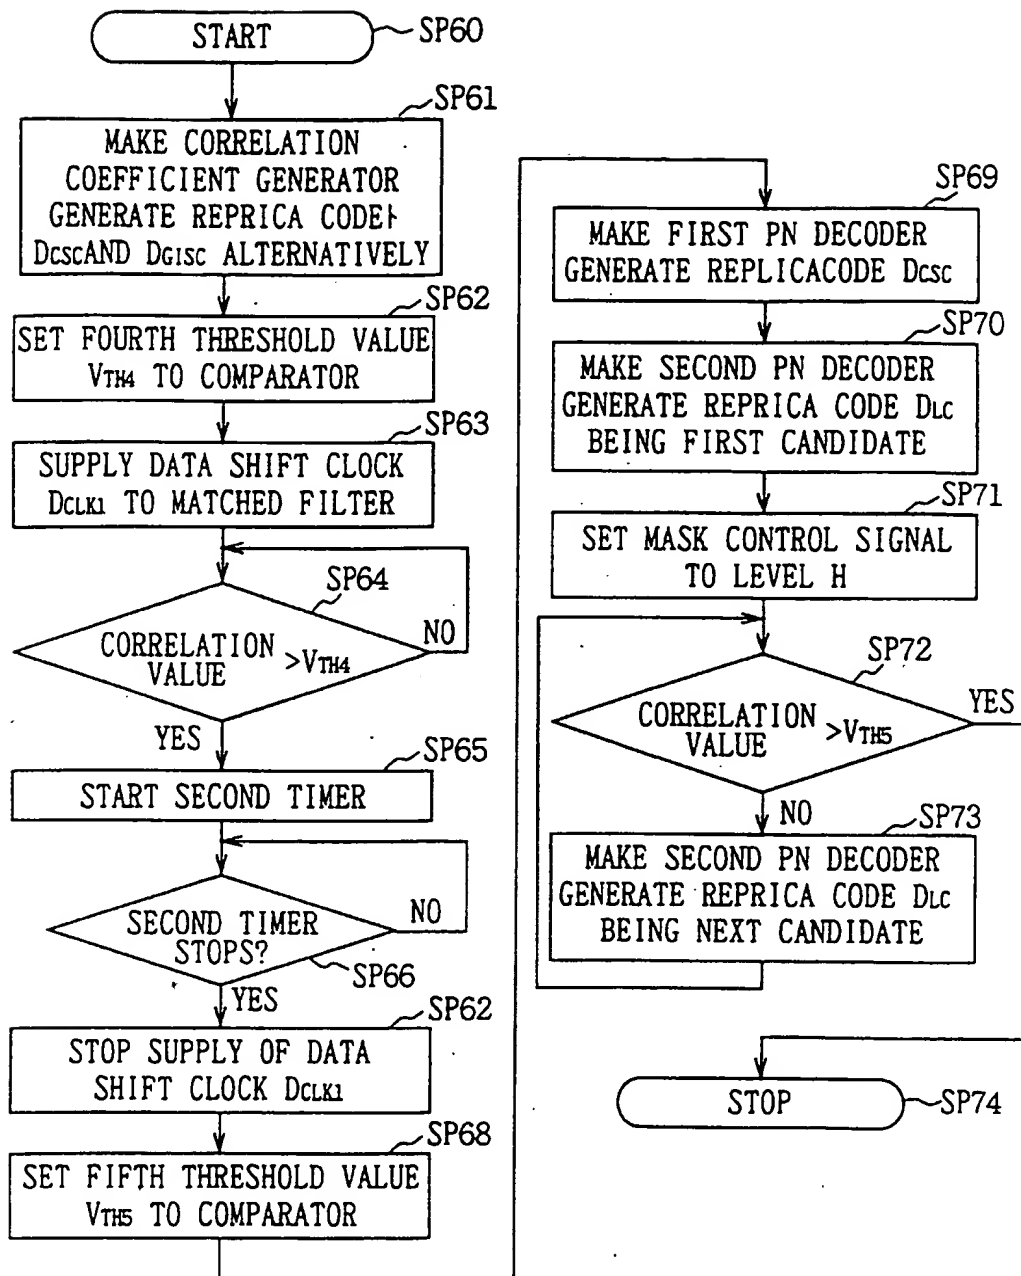 START
SP60
SP61
MAKE CORRELATION
COEFFICIENT GENERATOR
GENERATE REPRICA CODE
DCSCAND DGISC ALTERNATIVELY
SP62
SET FOURTH THRESHOLD VALUE
VTH4 TO COMPARATOR
SP63
SUPPLY DATA SHIFT CLOCK
DCLK1 TO MATCHED FILTER
SP64
CORRELATION
VALUE >VTH4
NO
YES
SP65
START SECOND TIMER
SECOND TIMER
STOPS?
NO
SP66
YES
SP62
STOP SUPPLY OF DATA
SHIFT CLOCK DCLK1
SP68
SET FIFTH THRESHOLD VALUE
VTH5 TO COMPARATOR
SP69
MAKE FIRST PN DECODER
GENERATE REPLICACODE DCSC
SP70
MAKE SECOND PN DECODER
GENERATE REPRICA CODE DLC
BEING FIRST CANDIDATE
SP71
SET MASK CONTROL SIGNAL
TO LEVEL H
SP72
CORRELATION
VALUE >VTH5
YES
NO
SP73
MAKE SECOND PN DECODER
GENERATE REPRICA CODE DLC
BEING NEXT CANDIDATE
STOP
SP74